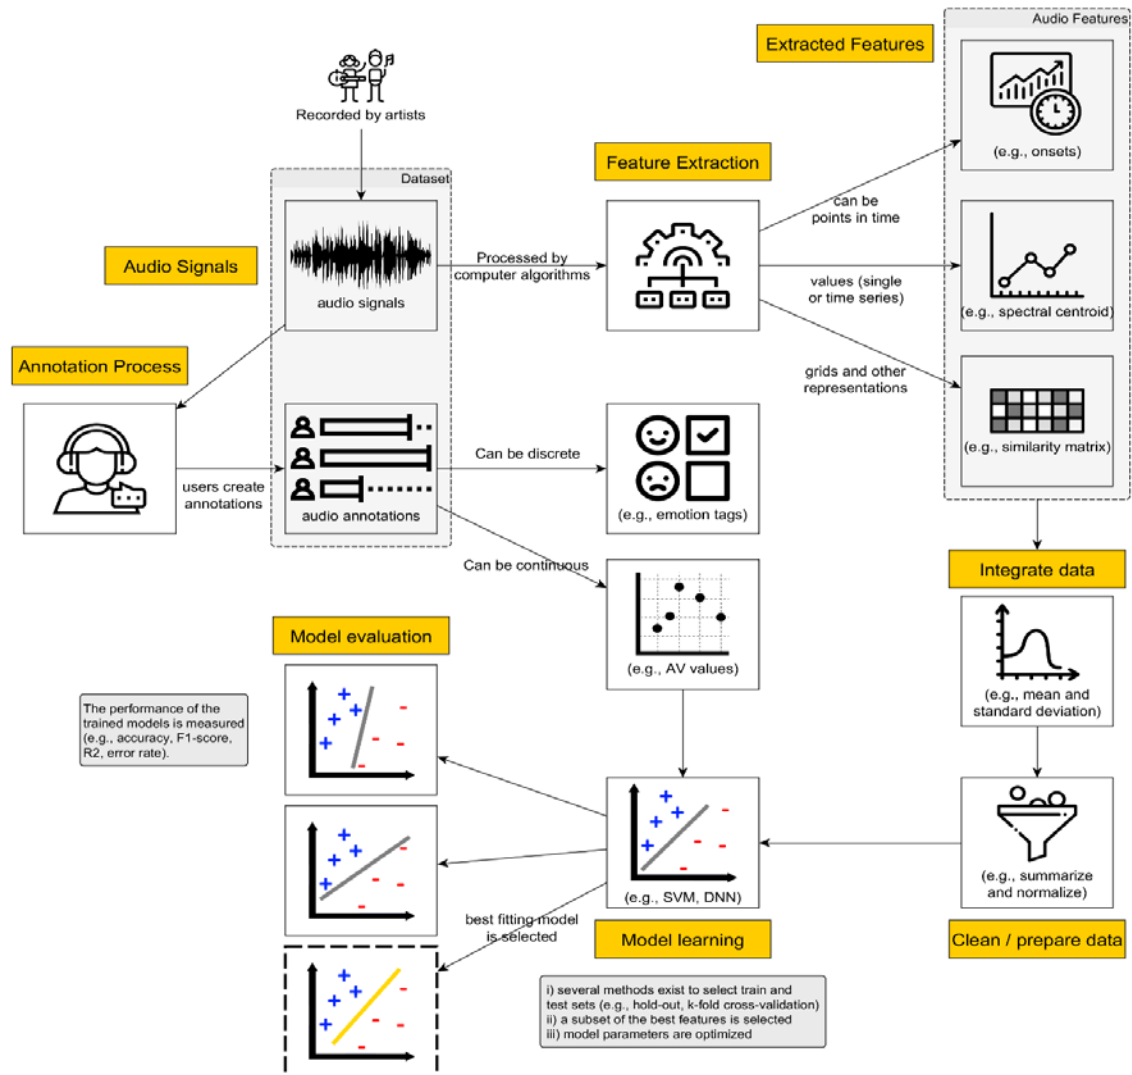 Audio Features
Extracted Features
(e.g., onsets)
Recorded by artists
Feature Extraction
Dataset
can be
points in time
Audio Signals
audio signals
Processed by
computer algorithms
values (single
or time series)
(e.g., spectral centroid)
Annotation Process
grids and other
representations
(e.g., similarity matrix)
users create
annotations
audio annotations
Can be discrete
(e.g., emotion tags)
Can be continuous
(e.g., AV values)
Integrate data
(e.g., mean and
standard deviation)
Model evaluation
The performance of the
trained models is measured
(e.g., accuracy, F1-score,
R2, error rate).
(e.g., summarize
and normalize)
Clean / prepare data
(e.g., SVM, DNN)
Model learning
best fitting model
is selected
i) several methods exist to select train and
test sets (e.g., hold-out, k-fold cross-validation)
ii) a subset of the best features is selected
iii) model parameters are optimized